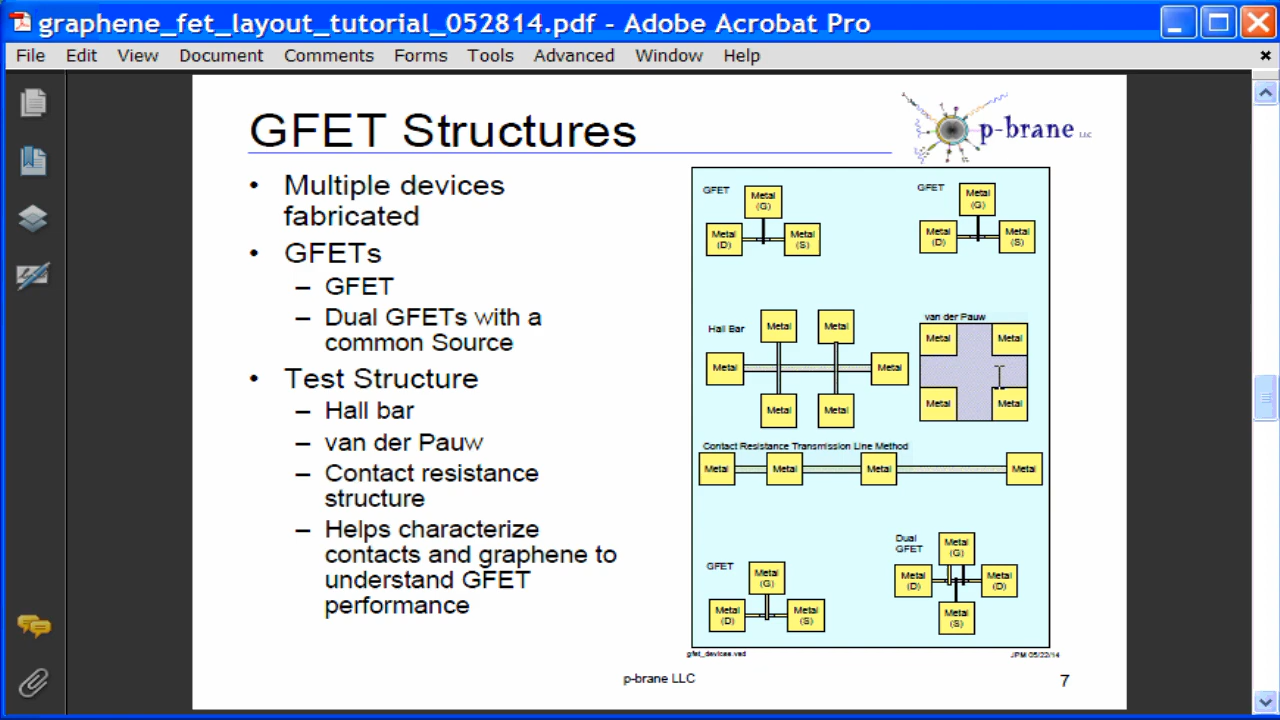 graphene_fet_layout_tutorial_052814.pdf - Adobe Acrobat Pro
File Edit View Document Comments Forms Tools Advanced Window Help
GFET Structures
p-brane LLC
• Multiple devices
fabricated
• GFETs
– GFET
– Dual GFETs with a
common Source
• Test Structure
– Hall bar
– van der Pauw
– Contact resistance
structure
– Helps characterize
contacts and graphene to
understand GFET
performance
GFET
Metal
(G)
Metal
(D)
Metal
(S)
GFET
Metal
(G)
Metal
(D)
Metal
(S)
Hall Bar
Metal Metal
Metal Metal
Metal Metal
van der Pauw
Metal Metal
Metal Metal
Contact Resistance Transmission Line Method
Metal Metal Metal Metal
GFET
Metal
(G)
Metal
(D)
Metal
(S)
Dual
GFET
Metal
(G)
Metal
(D)
Metal
(D)
Metal
(S)
gfet_devices.vsd
JPM 05/22/14
p-brane LLC
7